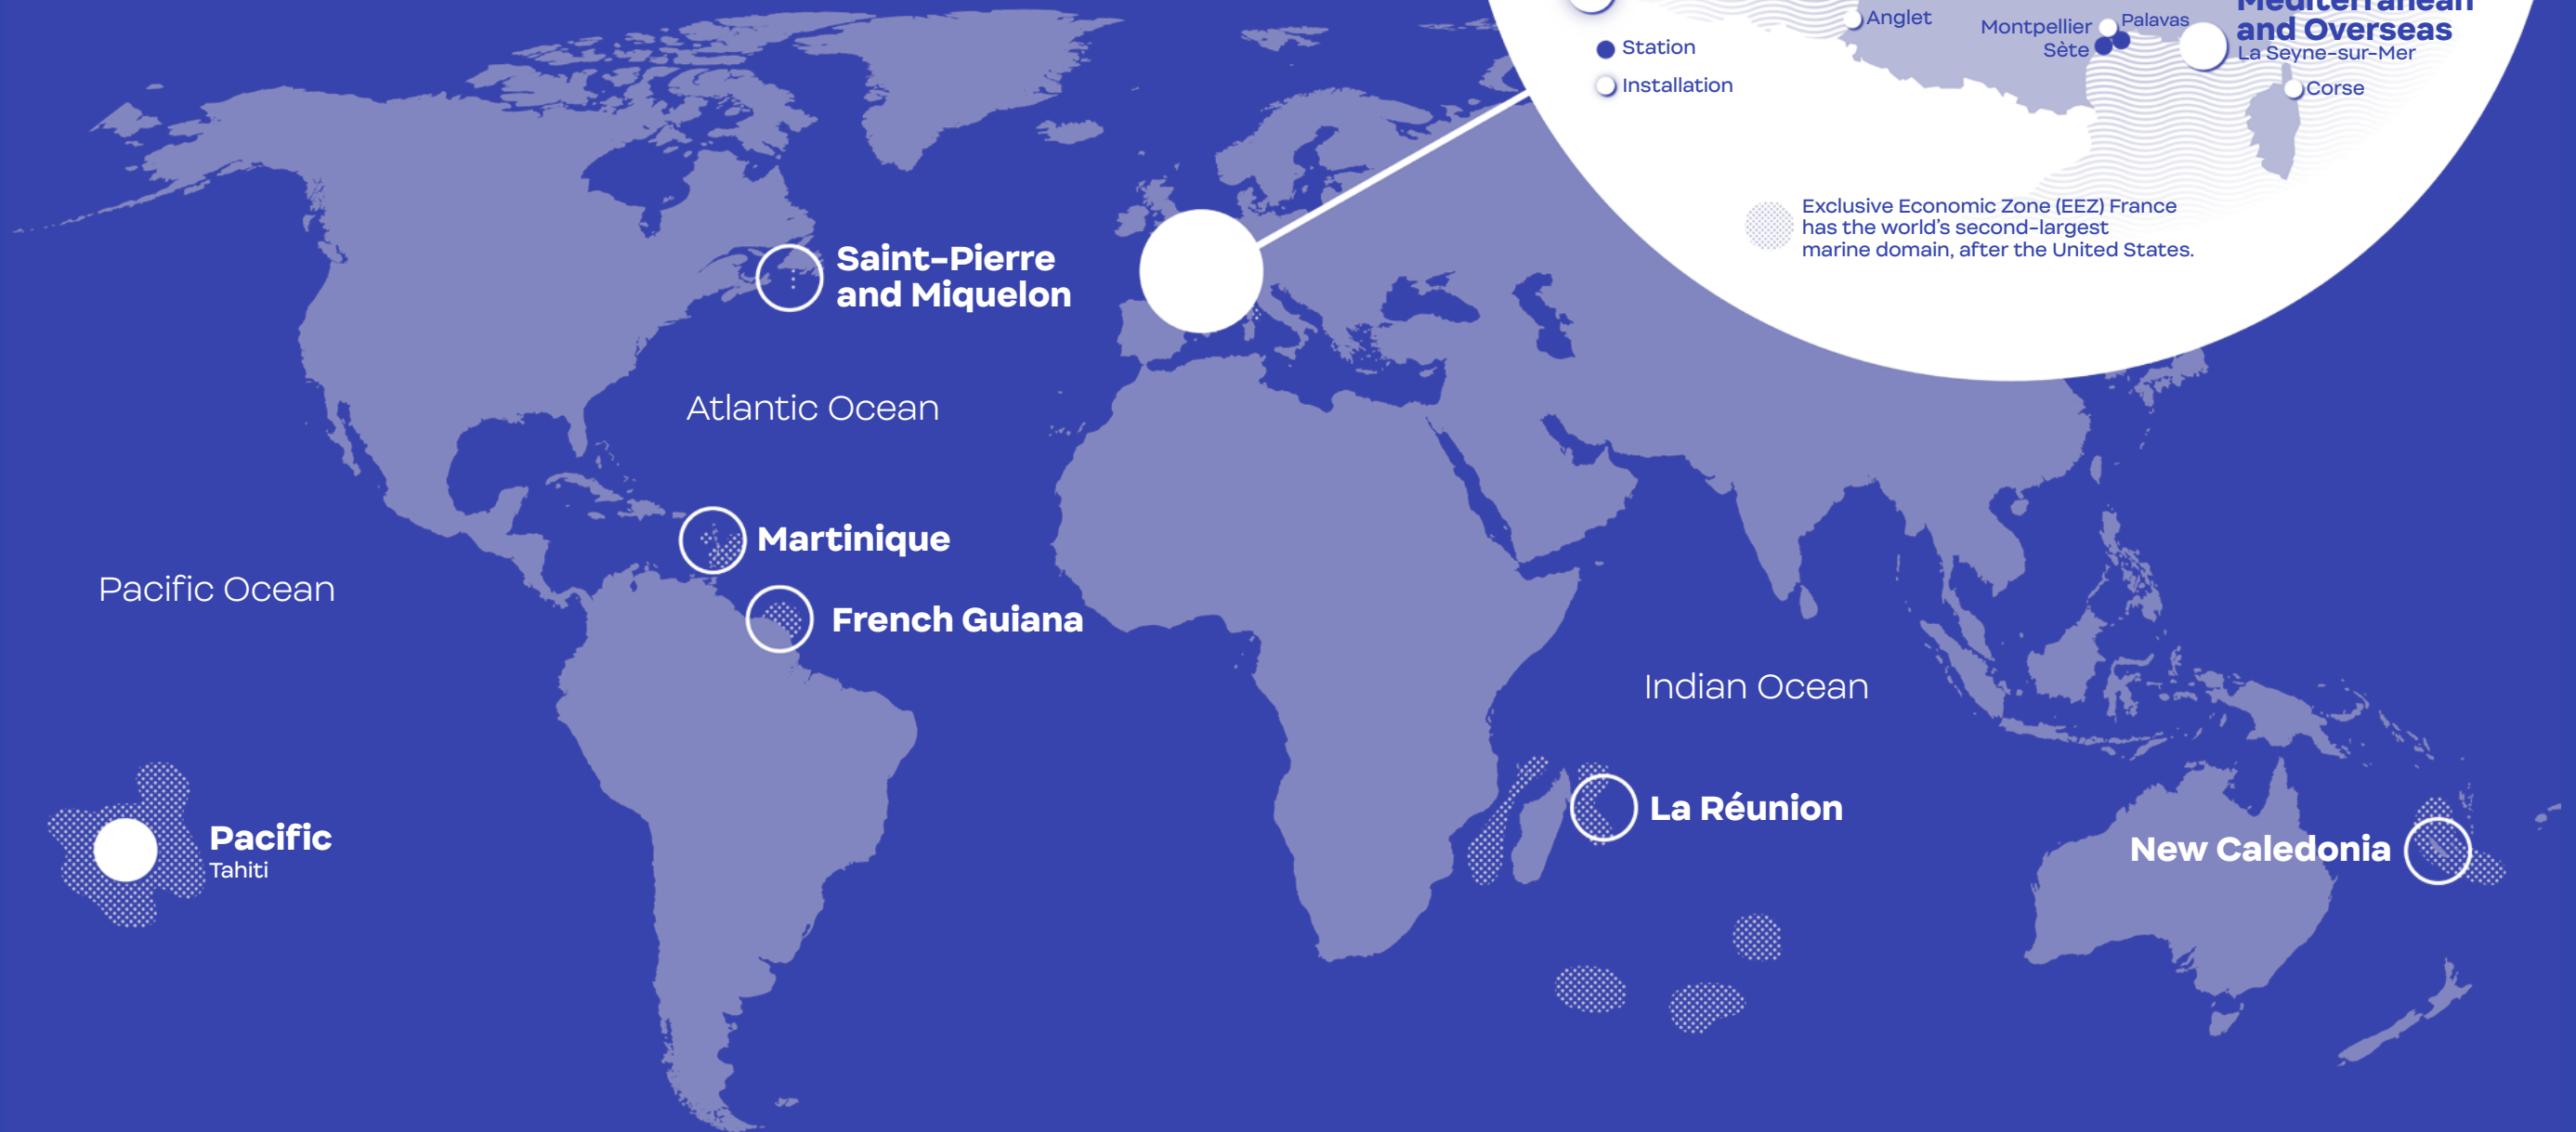 Mediterranean
and Overseas
La Seyne-sur-Mer
Anglet
Montpellier
Palavas
Sète
Corse
Station
Installation
Exclusive Economic Zone (EEZ) France
has the world's second-largest
marine domain, after the United States.
Saint-Pierre
and Miquelon
Atlantic Ocean
Martinique
Pacific Ocean
French Guiana
Indian Ocean
La Réunion
Pacific
Tahiti
New Caledonia